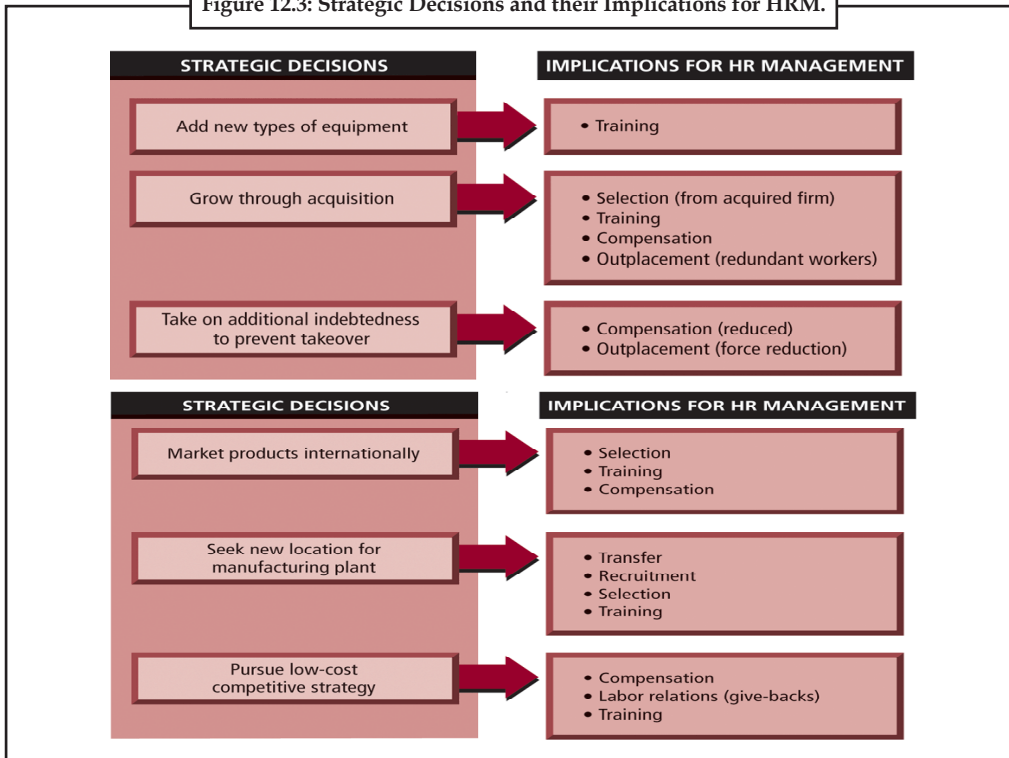 Figure 12.3: Strategic Decisions and their Implications for HRM.
STRATEGIC DECISIONS
IMPLICATIONS FOR HR MANAGEMENT
Add new types of equipment
• Training
Grow through acquisition
• Selection (from acquired firm)
• Training
• Compensation
• Outplacement (redundant workers)
Take on additional indebtedness
to prevent takeover
• Compensation (reduced)
• Outplacement (force reduction)
STRATEGIC DECISIONS
IMPLICATIONS FOR HR MANAGEMENT
Market products internationally
• Selection
• Training
• Compensation
Seek new location for
manufacturing plant
• Transfer
• Recruitment
• Selection
• Training
Pursue low-cost
competitive strategy
• Compensation
• Labor relations (give-backs)
• Training